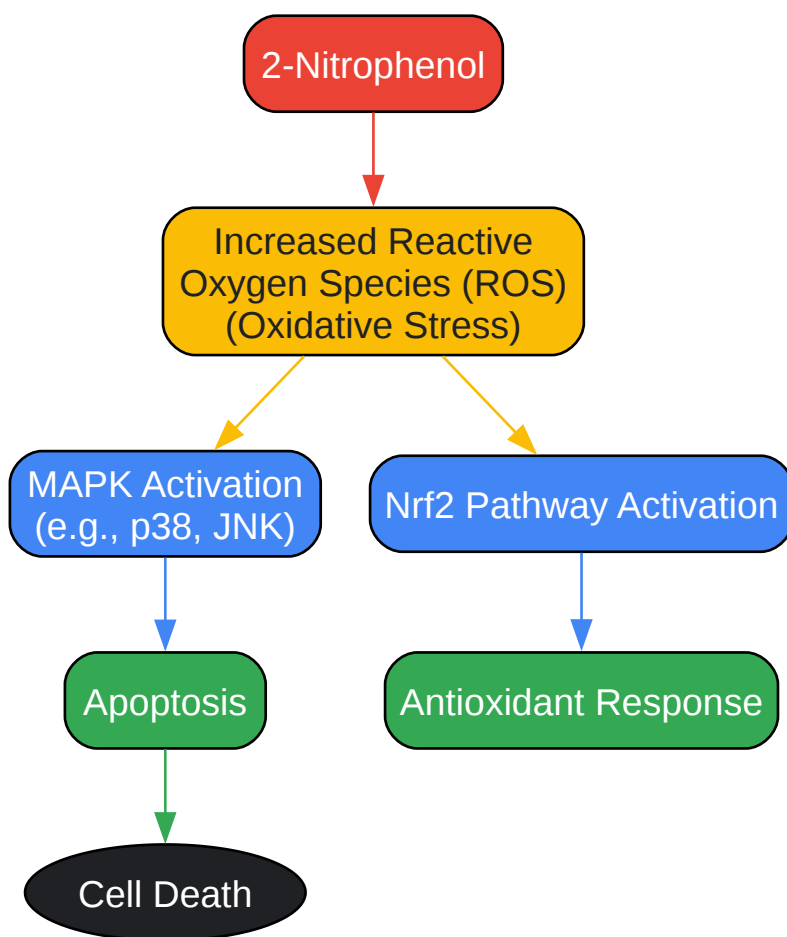 2-Nitrophenol
Increased Reactive
Oxygen Species (ROS)
(Oxidative Stress)
MAPK Activation
(e.g., p38, JNK)
Nrf2 Pathway Activation
Apoptosis
Antioxidant Response
Cell Death